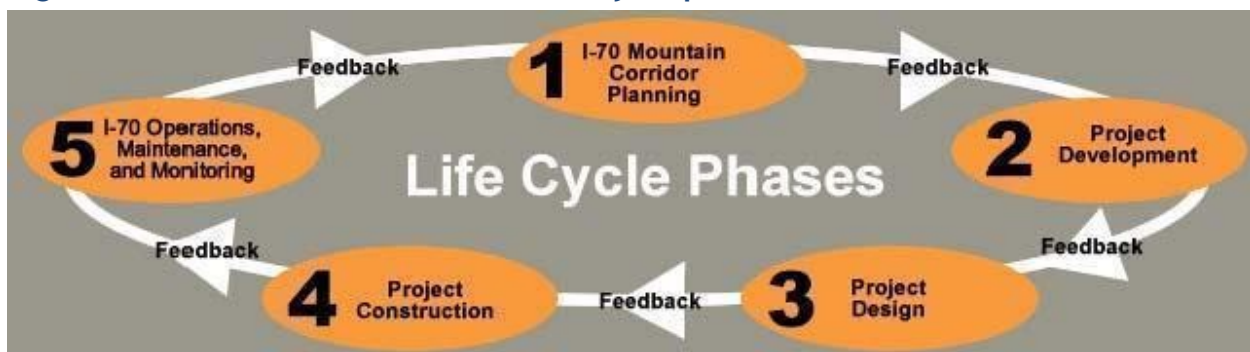 Feedback
1 I-70 Mountain
Corridor
Planning
Feedback
2 Project
Development
Feedback
3 Project
Design
Feedback
4 Project
Construction
Feedback
5 I-70 Operations,
Maintenance,
and Monitoring
Life Cycle Phases